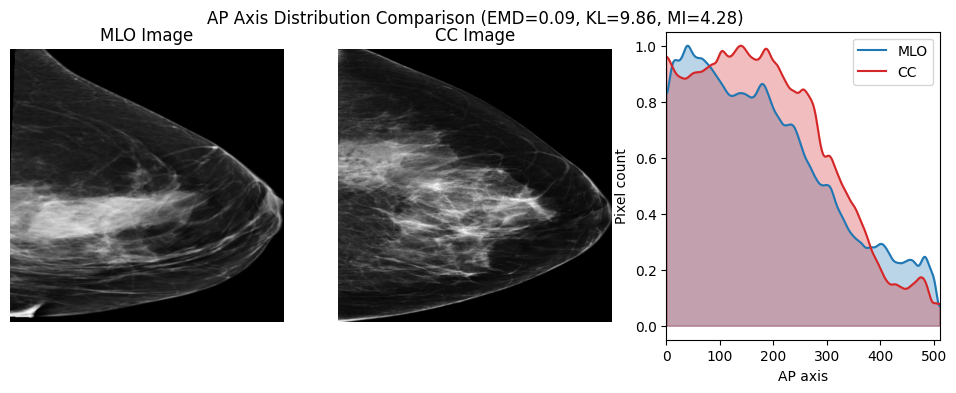 AP Axis Distribution Comparison (EMD=0.09, KL=9.86, MI=4.28)
MLO Image
CC Image
MLO
CC
Pixel count
1.0
0.8
0.6
0.4
0.2
0.0
0 100 200 300 400 500
AP axis